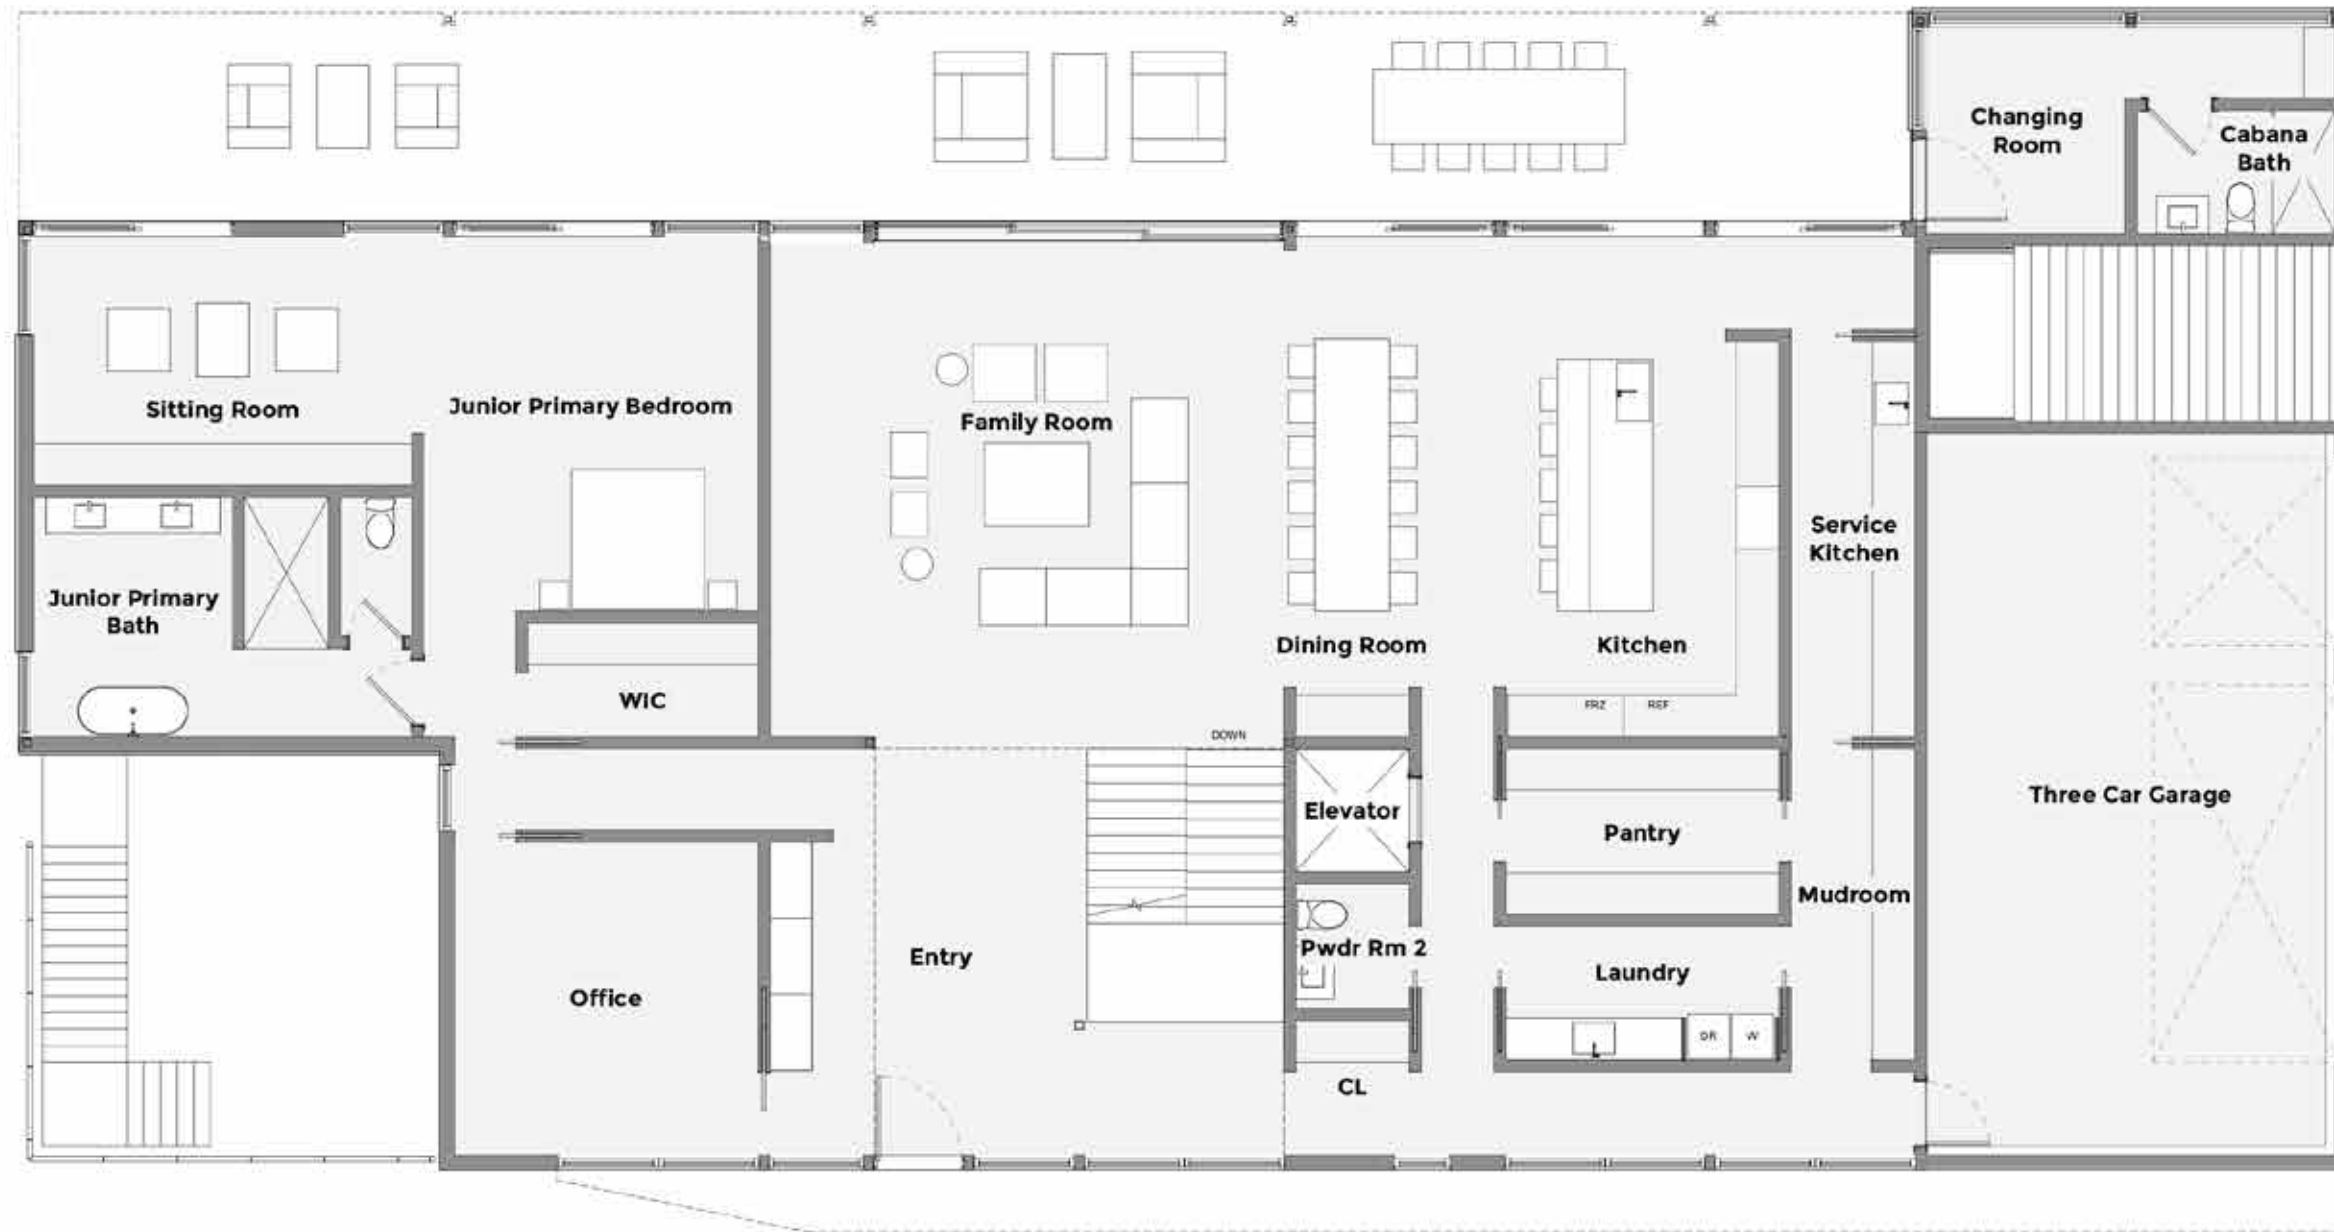 Changing
Room
Cabana
Bath
Sitting Room
Junior Primary Bedroom
Family Room
Service
Kitchen
Junior Primary
Bath
Dining Room
Kitchen
WIC
FRZ
REF
DOWN
Elevator
Pantry
Three Car Garage
Mudroom
Pwdr Rm 2
Entry
Laundry
Office
DR
W
CL